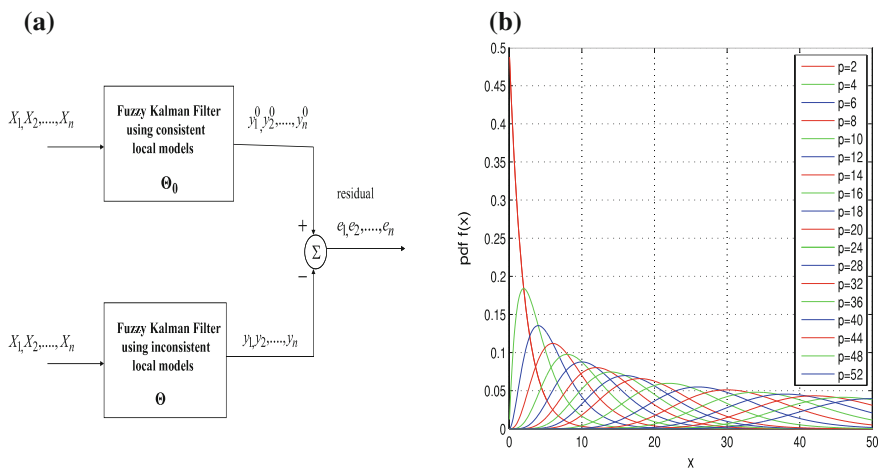 (a)
X1,X2,....,Xn
Fuzzy Kalman Filter
using consistent
local models
Θ0
y1^0,y2^0,....,yn^0
residual
e1,e2,....,en
+
Σ
−
X1,X2,....,Xn
Fuzzy Kalman Filter
using inconsistent
local models
Θ
y1,y2,....,yn
(b)
0.5
0.45
0.4
0.35
0.3
0.25
0.2
0.15
0.1
0.05
0
pdf f(x)
0 10 20 30 40 50
x
p=2
p=4
p=6
p=8
p=10
p=12
p=14
p=16
p=18
p=20
p=24
p=28
p=32
p=36
p=40
p=44
p=48
p=52